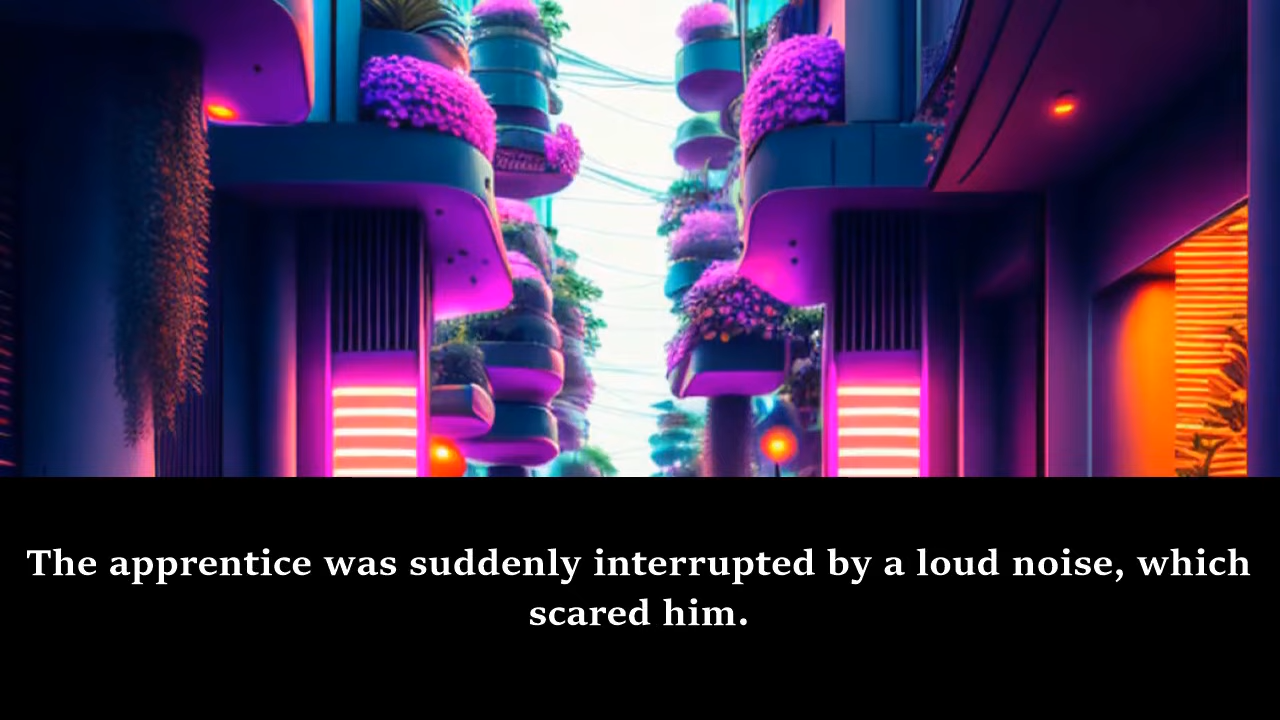 The apprentice was suddenly interrupted by a loud noise, which
scared him.